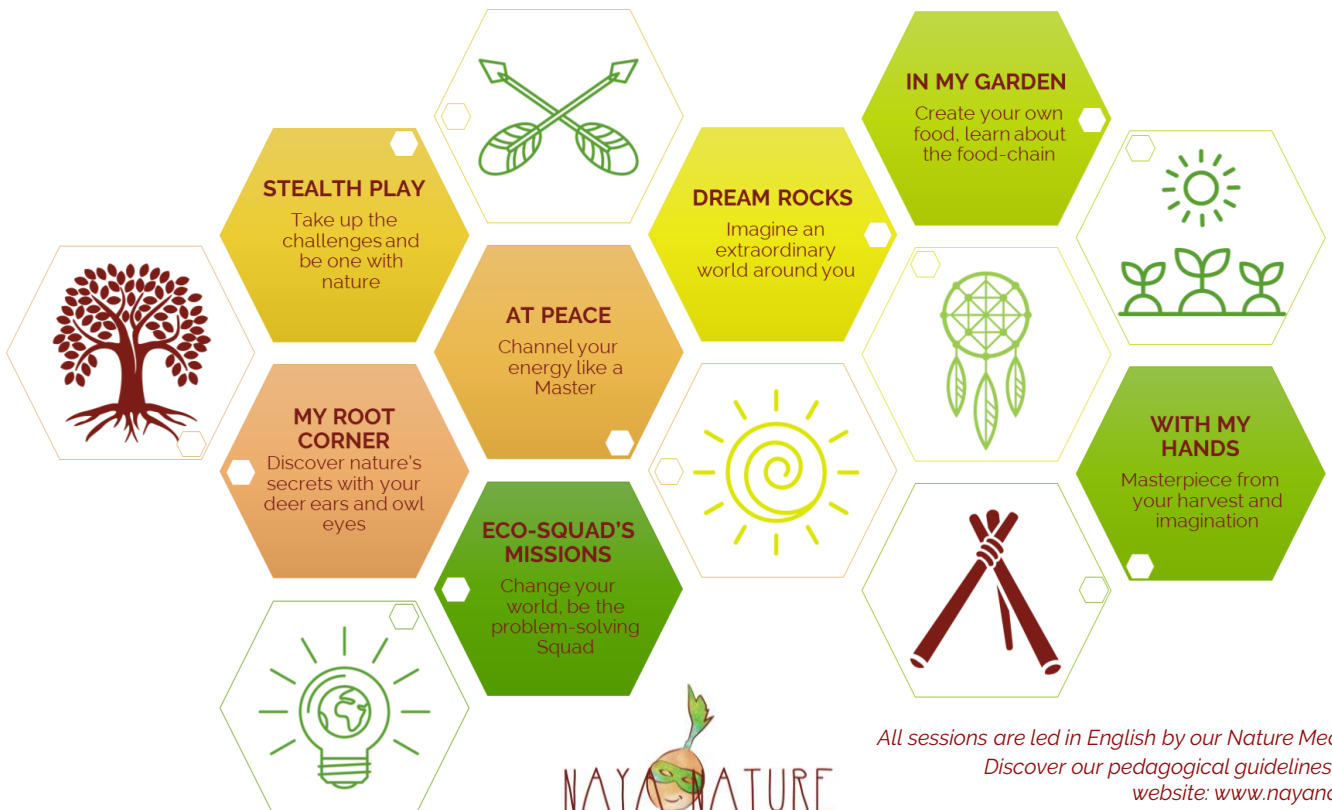 IN MY GARDEN
Create your own
food, learn about
the food-chain
STEALTH PLAY
Take up the
challenges and
be one with
nature
DREAM ROCKS
Imagine an
extraordinary
world around you
AT PEACE
Channel your
energy like a
Master
MY ROOT
CORNER
Discover nature's
secrets with your
deer ears and owl
eyes
WITH MY
HANDS
Masterpiece from
your harvest and
imagination
ECO-SQUAD'S
MISSIONS
Change your
world, be the
problem-solving
Squad
NAYA NATURE
All sessions are led in English by our Nature
Discover our pedagogical guidelines
website: